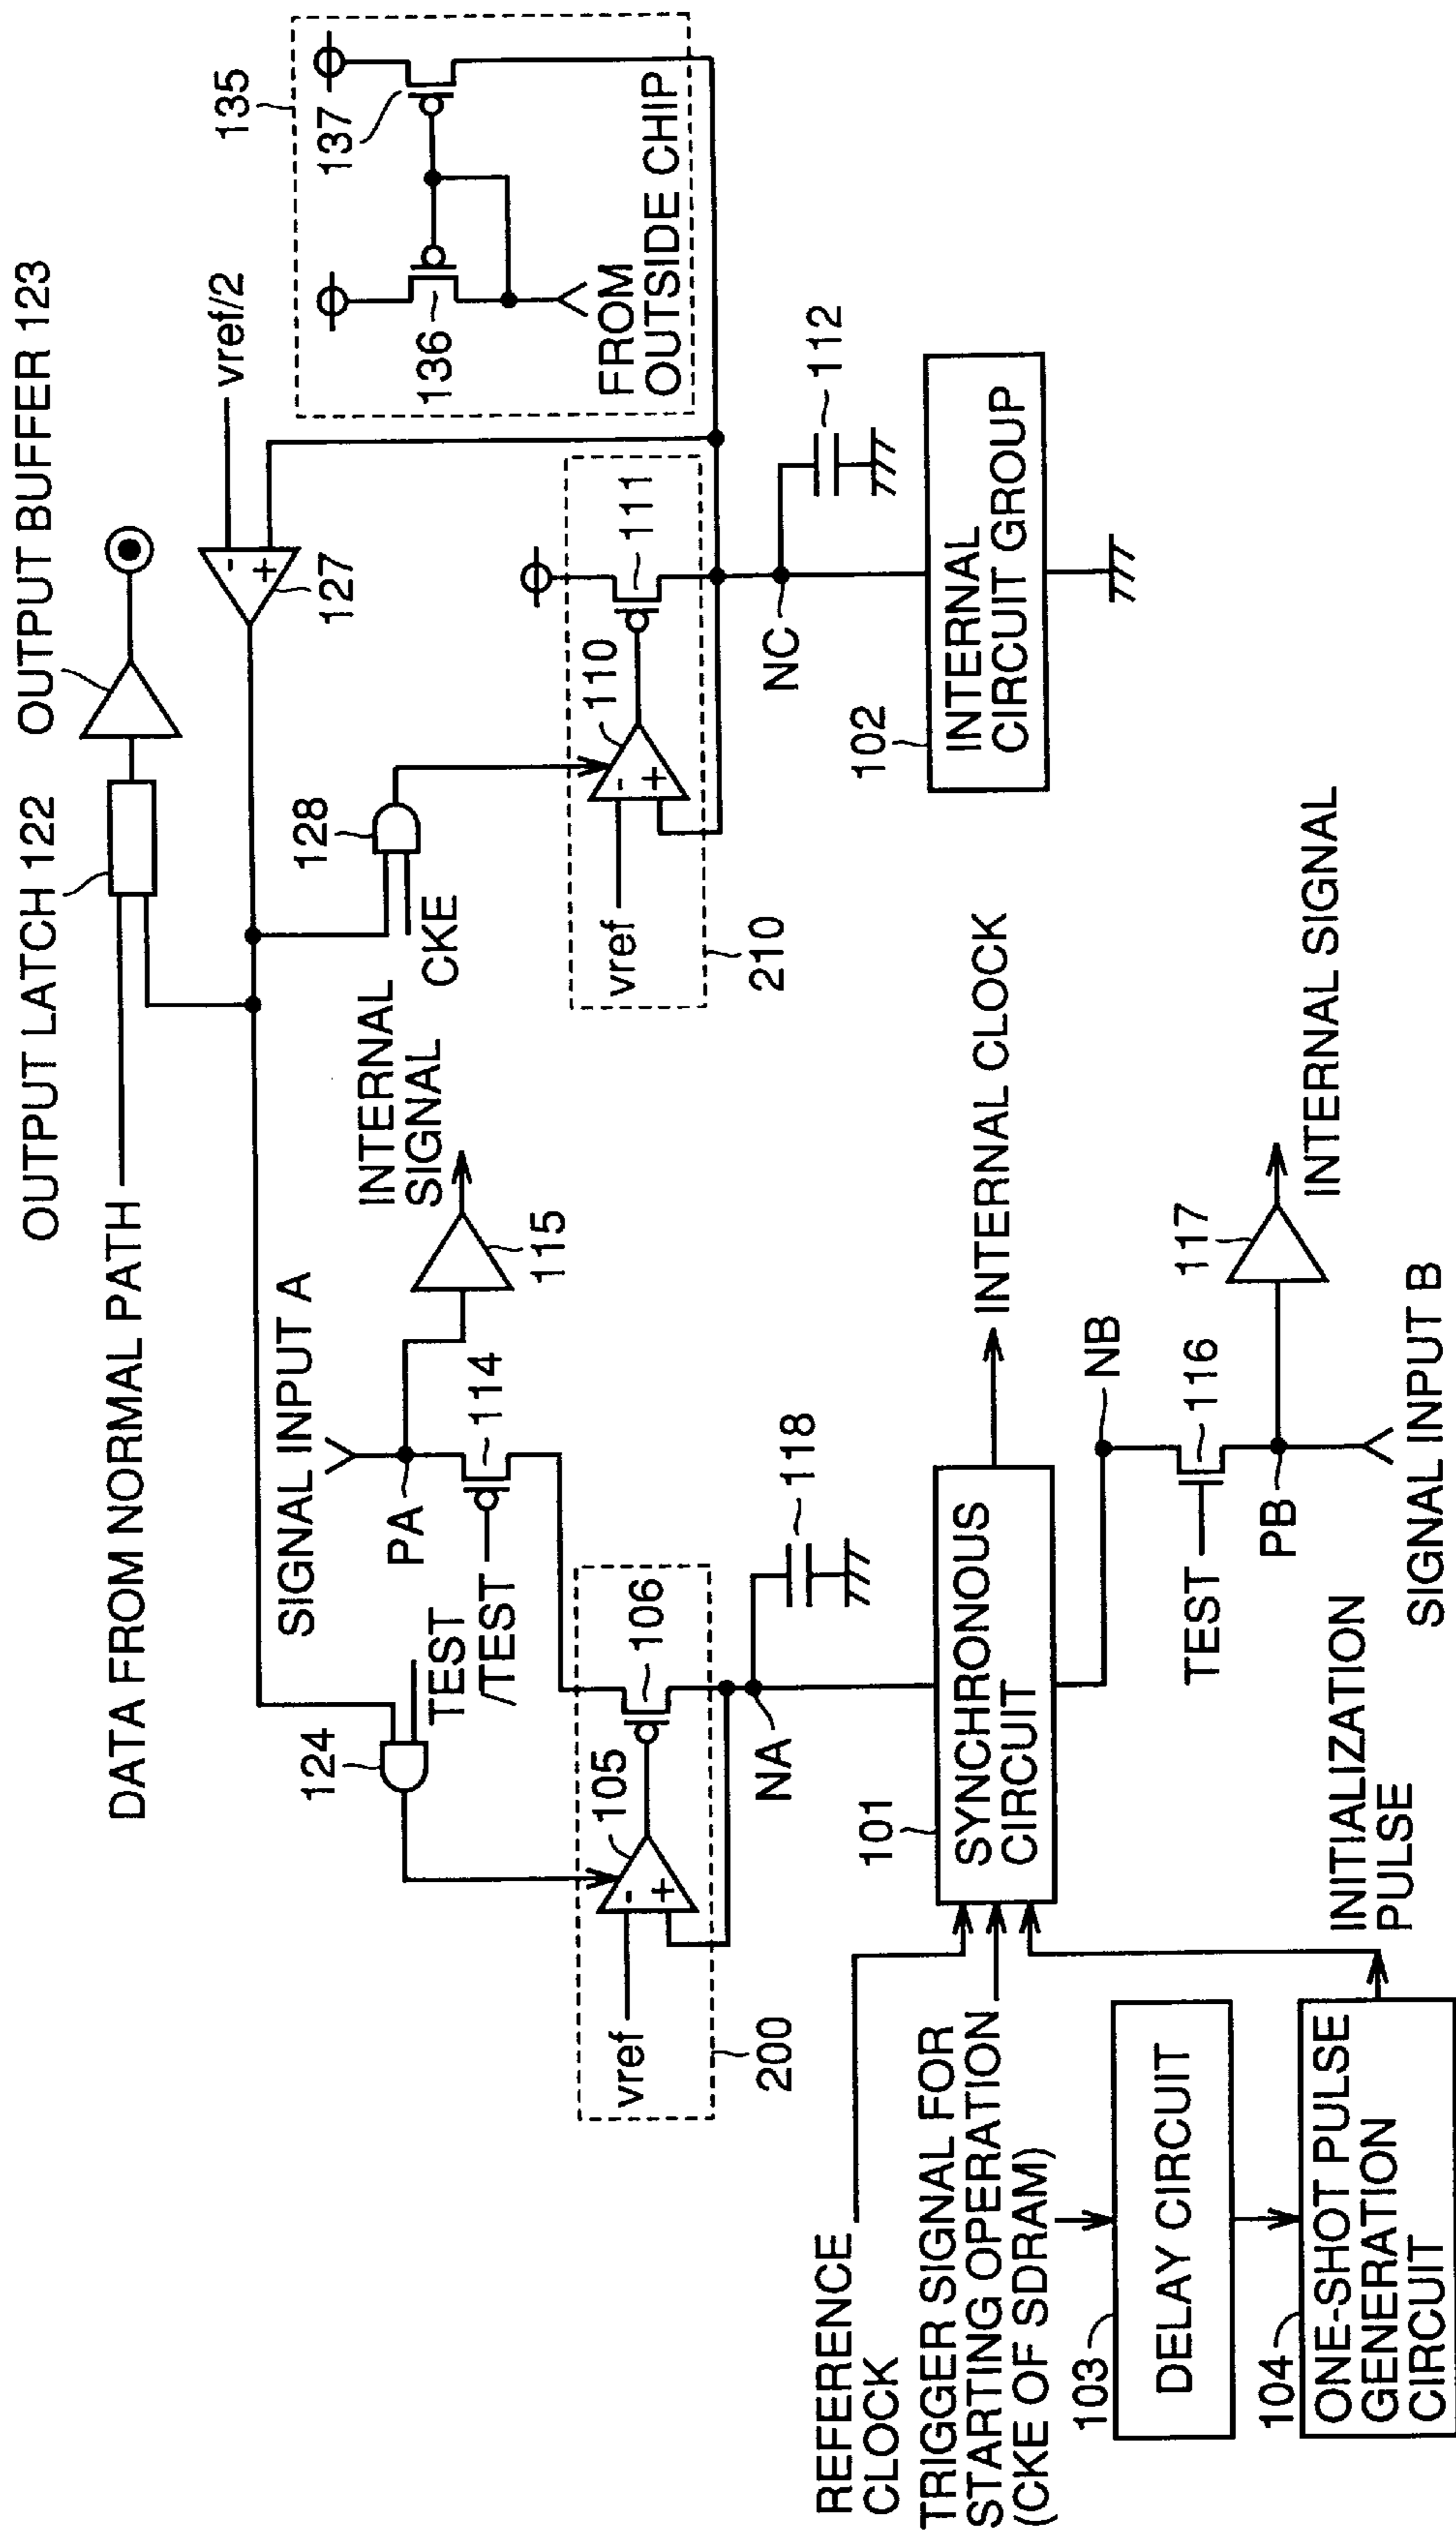 OUTPUT LATCH 122
OUTPUT BUFFER 123
DATA FROM NORMAL PATH
vref/2
127
135
137
136
FROM
OUTSIDE CHIP
SIGNAL INPUT A
INTERNAL
SIGNAL
115
PA
114
124
TEST
/TEST
128
CKE
105
106
vref
200
110
111
vref
210
NA
118
NC
112
REFERENCE
CLOCK
TRIGGER SIGNAL FOR
STARTING OPERATION
(CKE OF SDRAM)
101
SYNCHRONOUS
CIRCUIT
INTERNAL CLOCK
102
INTERNAL
CIRCUIT GROUP
103
DELAY CIRCUIT
NB
TEST
116
117
INTERNAL SIGNAL
PB
SIGNAL INPUT B
104
ONE-SHOT PULSE
GENERATION
CIRCUIT
INITIALIZATION
PULSE